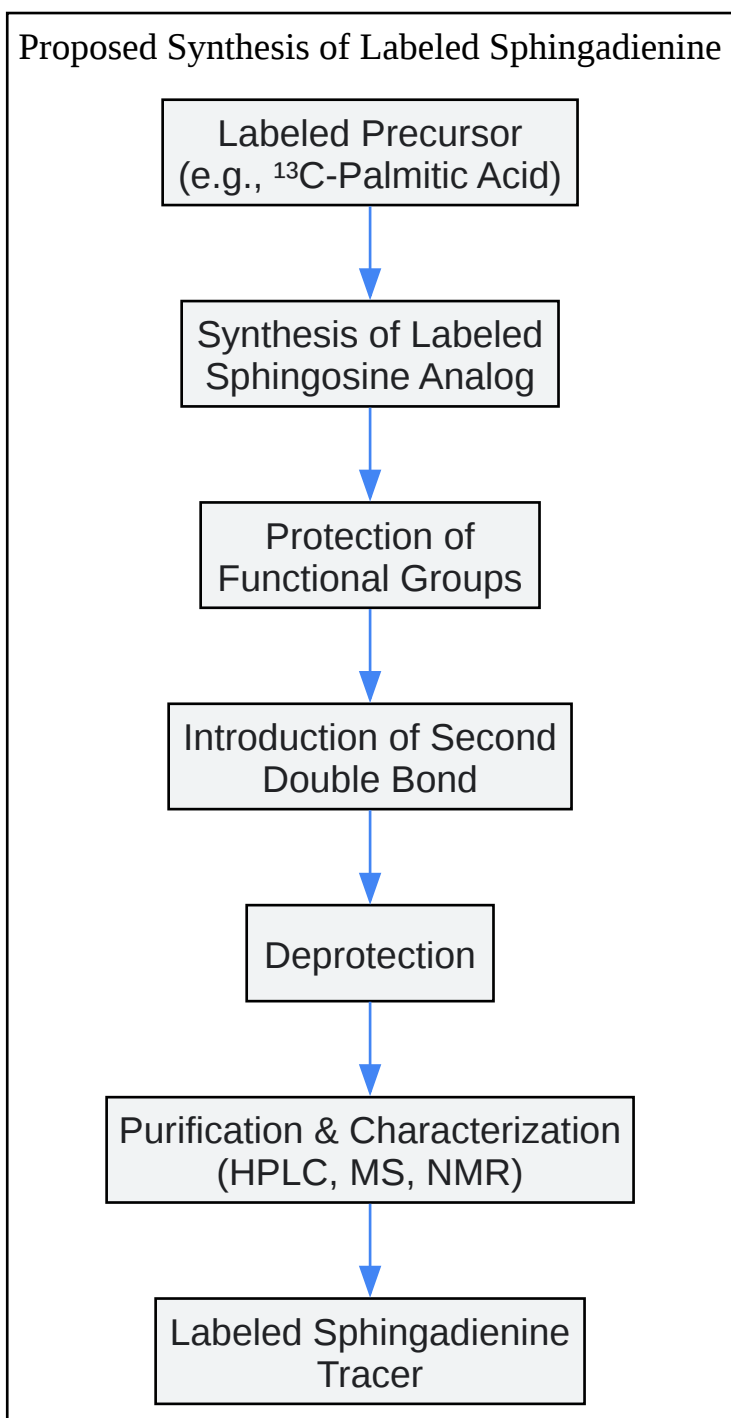 Proposed Synthesis of Labeled Sphingadienine
Labeled Precursor
(e.g., ¹³C-Palmitic Acid)
Synthesis of Labeled
Sphingosine Analog
Protection of
Functional Groups
Introduction of Second
Double Bond
Deprotection
Purification & Characterization
(HPLC, MS, NMR)
Labeled Sphingadienine
Tracer